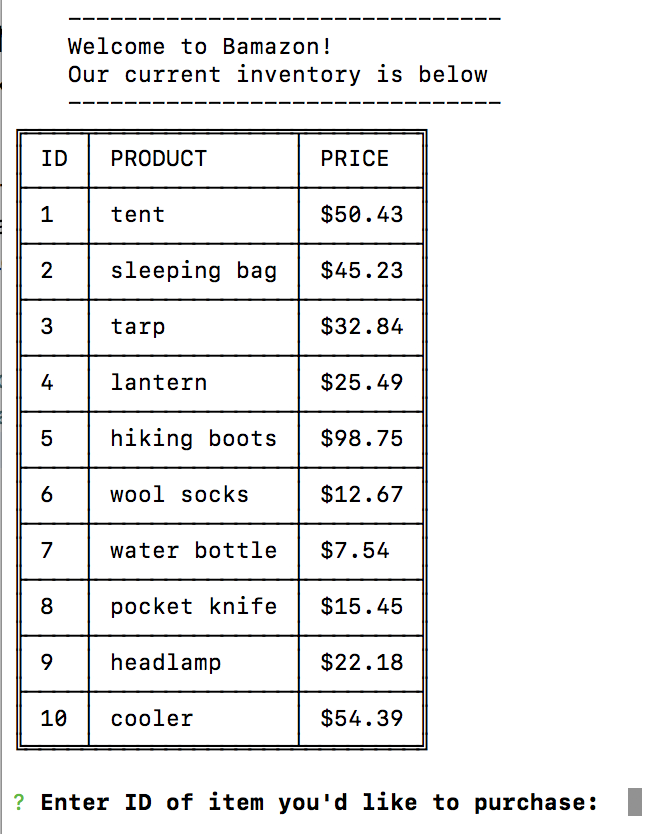 -------------------------------
Welcome to Bamazon!
Our current inventory is below
-------------------------------
ID PRODUCT PRICE
1 tent $50.43
2 sleeping bag $45.23
3 tarp $32.84
4 lantern $25.49
5 hiking boots $98.75
6 wool socks $12.67
7 water bottle $7.54
8 pocket knife $15.45
9 headlamp $22.18
10 cooler $54.39
? Enter ID of item you'd like to purchase: